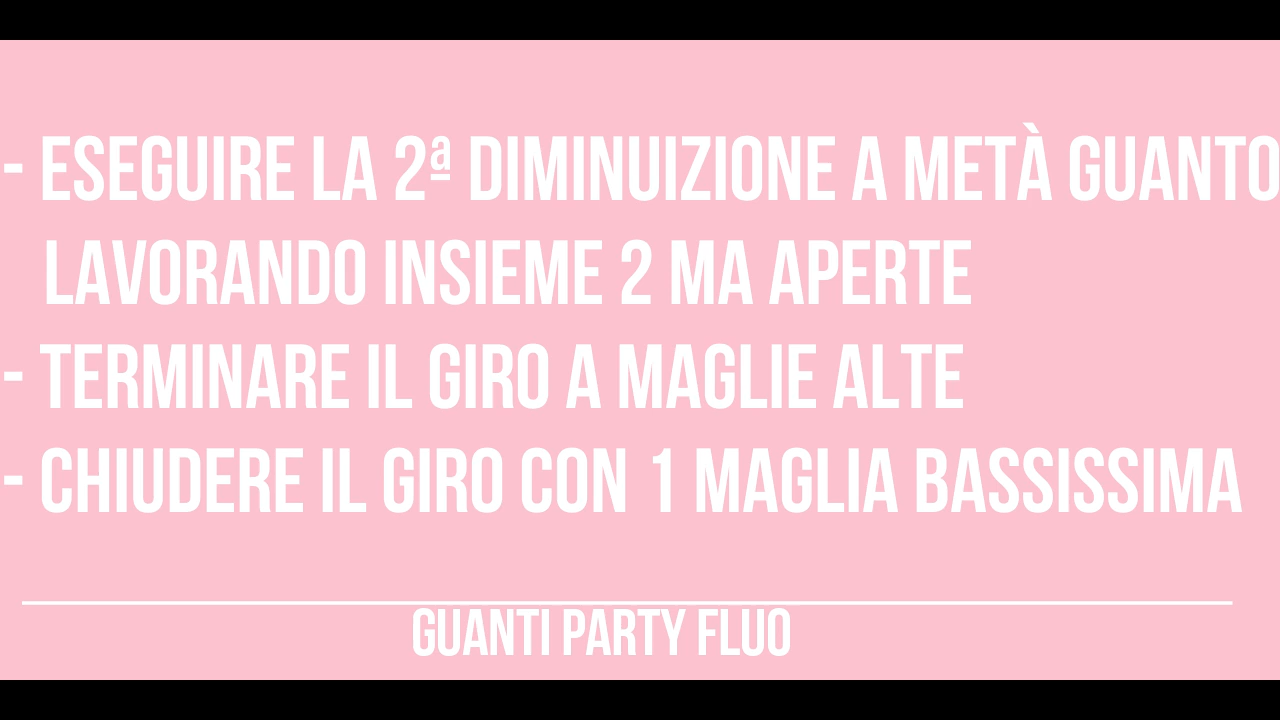 - ESEGUIRE LA 2ª DIMINUIZIONE A METÀ GUANTO
LAVORANDO INSIEME 2 MA APERTE
- TERMINARE IL GIRO A MAGLIE ALTE
- CHIUDERE IL GIRO CON 1 MAGLIA BASSISSIMA
GUANTI PARTY FLUO